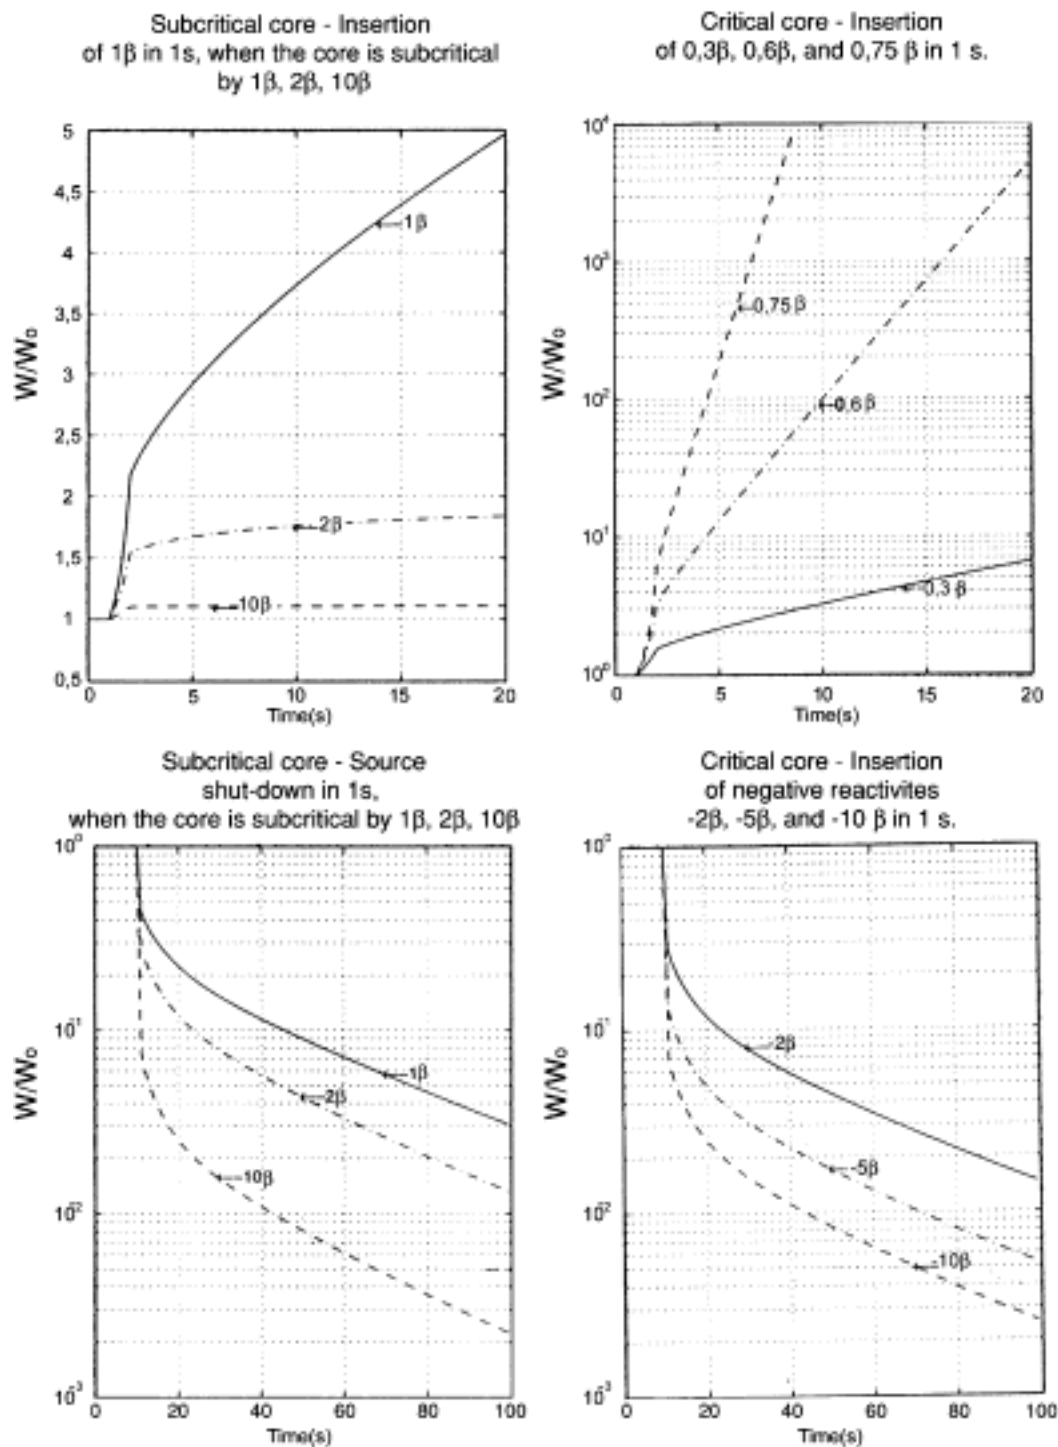 Subcritical core - Insertion
of 1β in 1s, when the core is subcritical
by 1β, 2β, 10β
5
4,5
4
3,5
3
2,5
2
1,5
1
0,5
W/W₀
1β
2β
10β
0 5 10 15 20
Time(s)
Critical core - Insertion
of 0,3β, 0,6β, and 0,75 β in 1 s.
10⁴
10³
10²
10¹
10⁰
W/W₀
0,75 β
0,6 β
0,3 β
0 5 10 15 20
Time(s)
Subcritical core - Source
shut-down in 1s,
when the core is subcritical by 1β, 2β, 10β
10⁰
10¹
10²
10³
W/W₀
1β
2β
10β
0 20 40 60 80 100
Time(s)
Critical core - Insertion
of negative reactivites
-2β, -5β, and -10 β in 1 s.
10⁰
10¹
10²
10³
W/W₀
-2β
-5β
-10β
0 20 40 60 80 100
Time(s)